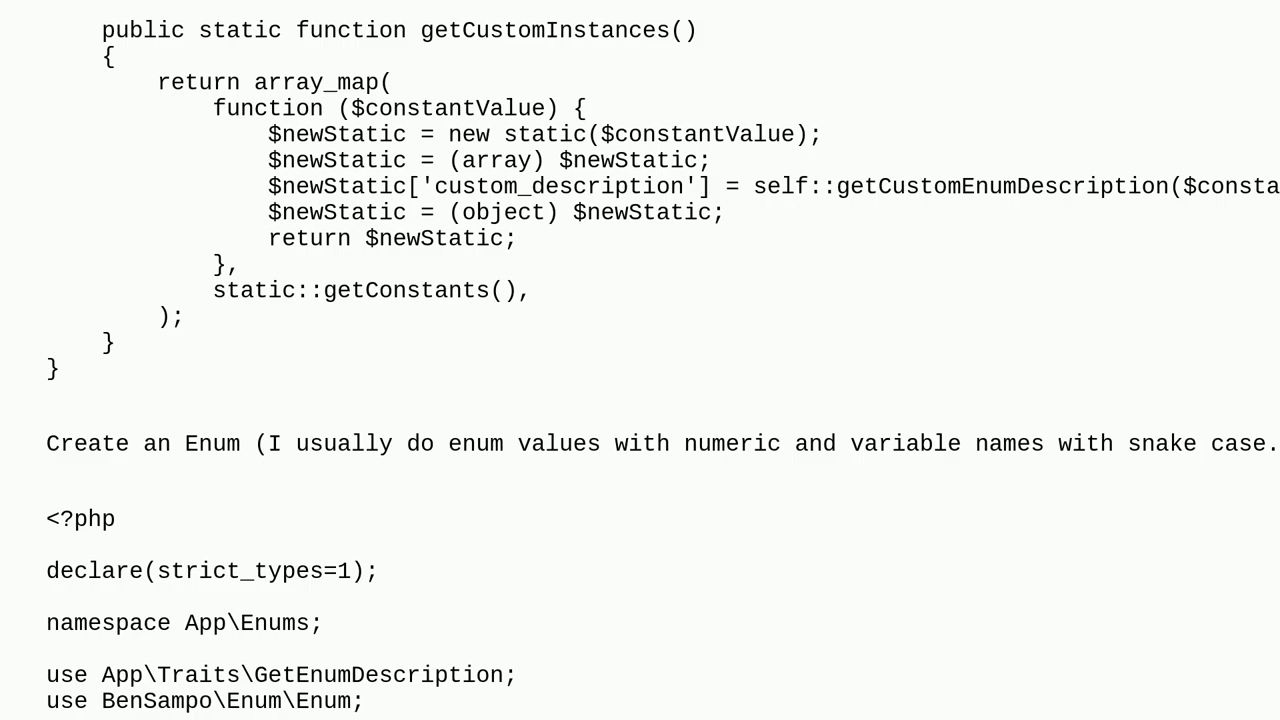 public static function getCustomInstances()
{
return array_map(
function ($constantValue) {
$newStatic = new static($constantValue);
$newStatic = (array) $newStatic;
$newStatic['custom_description'] = self::getCustomEnumDescription($consta
$newStatic = (object) $newStatic;
return $newStatic;
},
static::getConstants(),
);
}
}
Create an Enum (I usually do enum values with numeric and variable names with snake case.
<?php
declare(strict_types=1);
namespace App\Enums;
use App\Traits\GetEnumDescription;
use BenSampo\Enum\Enum;